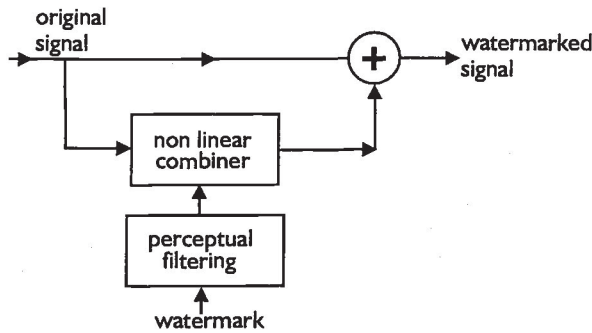 original
signal
+
watermarked
signal
non linear
combiner
perceptual
filtering
watermark